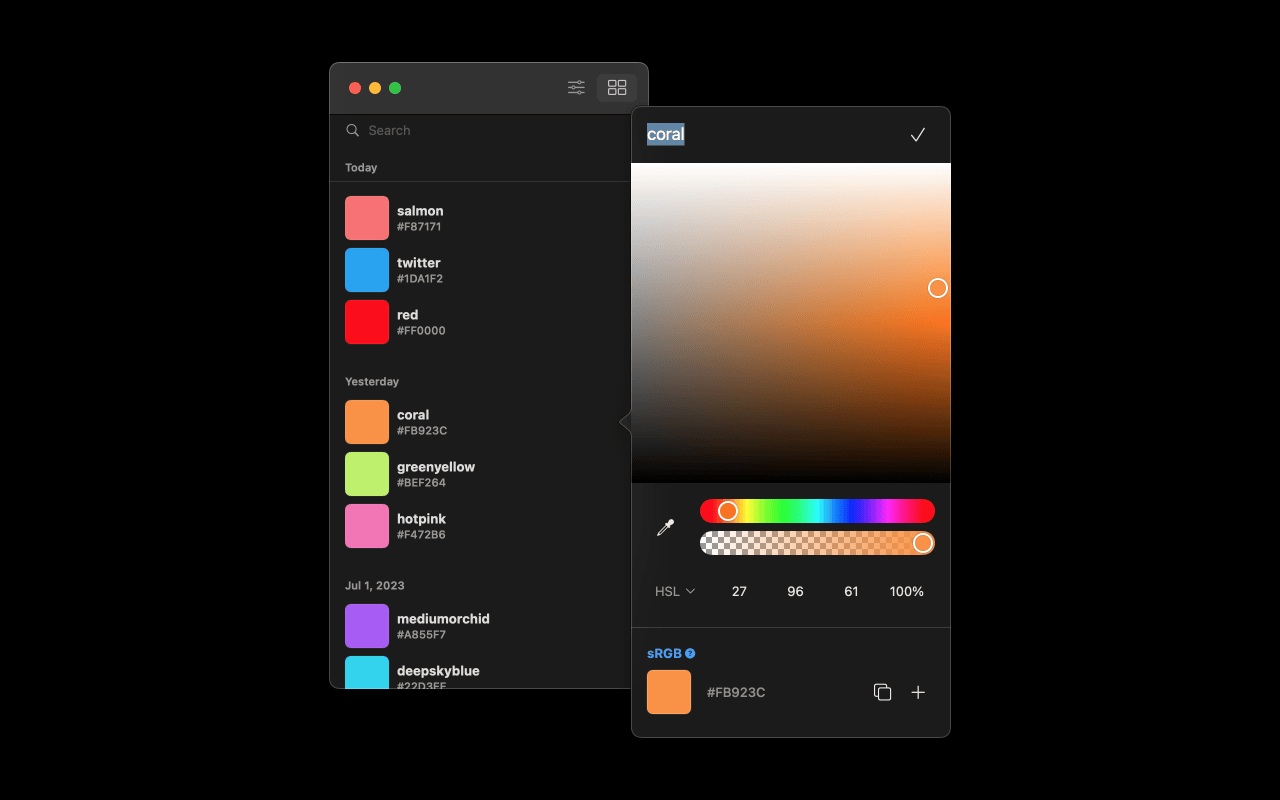 Search
Today
salmon
#F87171
twitter
#1DA1F2
red
#FF0000
Yesterday
coral
#FB923C
greenyellow
#BEF264
hotpink
#F472B6
Jul 1, 2023
mediumorchid
#A855F7
deepskyblue
#22D3EE
coral
HSL 27 96 61 100%
sRGB ?
#FB923C